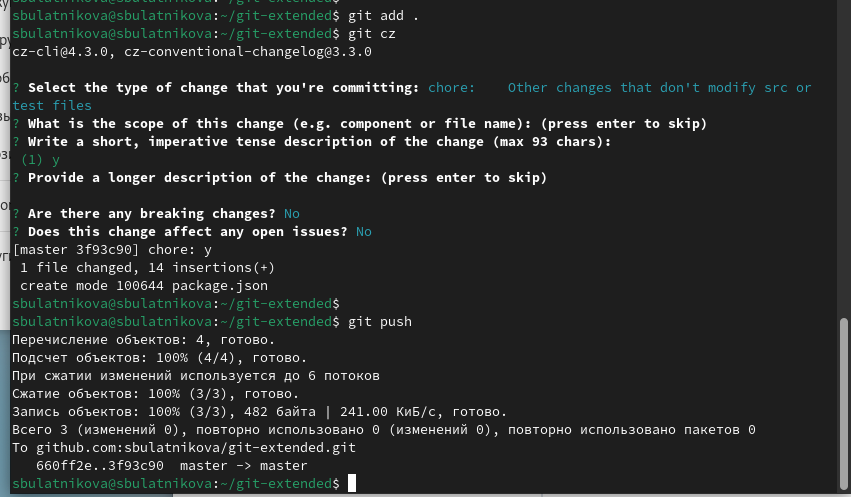 sbulatnikova@sbulatnikova:~/git-extended$
sbulatnikova@sbulatnikova:~/git-extended$ git add .
sbulatnikova@sbulatnikova:~/git-extended$ git cz
cz-cli@4.3.0, cz-conventional-changelog@3.3.0
? Select the type of change that you're committing: chore:    Other changes that don't modify src or
test files
? What is the scope of this change (e.g. component or file name): (press enter to skip)
? Write a short, imperative tense description of the change (max 93 chars):
(1) y
? Provide a longer description of the change: (press enter to skip)
? Are there any breaking changes? No
? Does this change affect any open issues? No
[master 3f93c90] chore: y
1 file changed, 14 insertions(+)
create mode 100644 package.json
sbulatnikova@sbulatnikova:~/git-extended$
sbulatnikova@sbulatnikova:~/git-extended$ git push
Перечисление объектов: 4, готово.
Подсчет объектов: 100% (4/4), готово.
При сжатии изменений используется до 6 потоков
Сжатие объектов: 100% (3/3), готово.
Запись объектов: 100% (3/3), 482 байта | 241.00 КиБ/с, готово.
Всего 3 (изменений 0), повторно использовано 0 (изменений 0), повторно использовано пакетов 0
To github.com:sbulatnikova/git-extended.git
660ff2e..3f93c90  master -> master
sbulatnikova@sbulatnikova:~/git-extended$